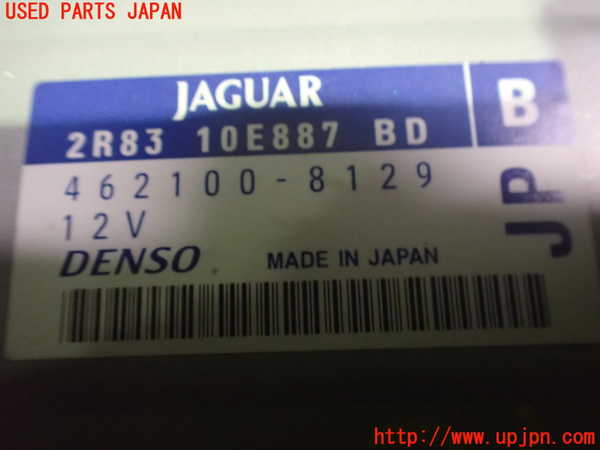 USED PARTS JAPAN
JAGUAR
2R83 10E887 BD
B
462100-8129
12V
JP
DENSO
MADE IN JAPAN
http://www.upjpn.com